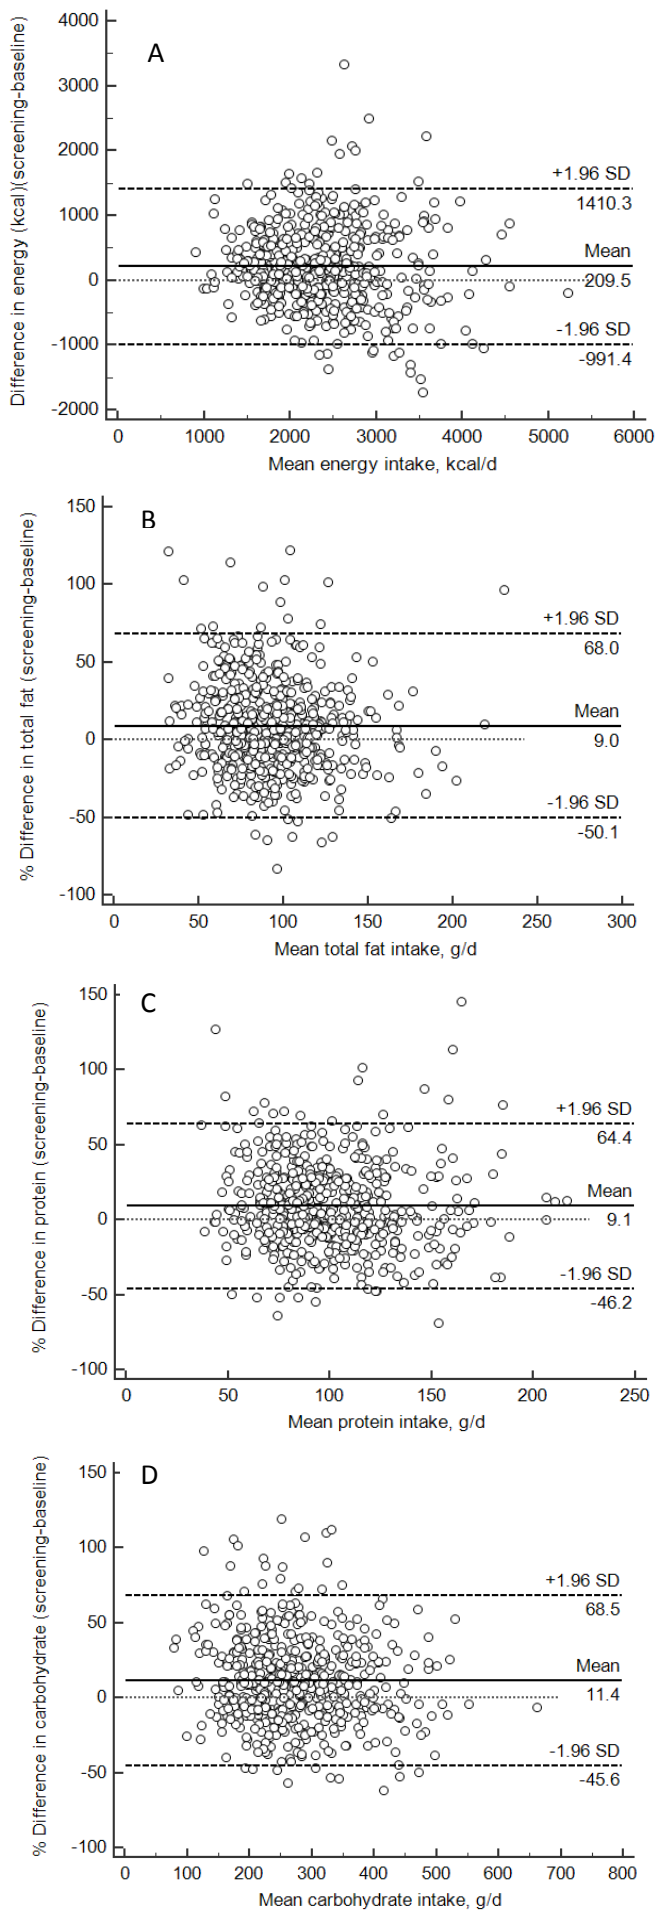 A
Difference in energy (kcal)(screening-baseline)
4000
3000
2000
1000
0
-1000
-2000
+1.96 SD
1410.3
Mean
209.5
-1.96 SD
-991.4
0 1000 2000 3000 4000 5000 6000
Mean energy intake, kcal/d
B
% Difference in total fat (screening-baseline)
150
100
50
0
-50
-100
+1.96 SD
68.0
Mean
9.0
-1.96 SD
-50.1
0 50 100 150 200 250 300
Mean total fat intake, g/d
C
% Difference in protein (screening-baseline)
150
100
50
0
-50
-100
+1.96 SD
64.4
Mean
9.1
-1.96 SD
-46.2
0 50 100 150 200 250
Mean protein intake, g/d
D
% Difference in carbohydrate (screening-baseline)
150
100
50
0
-50
-100
+1.96 SD
68.5
Mean
11.4
-1.96 SD
-45.6
0 100 200 300 400 500 600 700 800
Mean carbohydrate intake, g/d